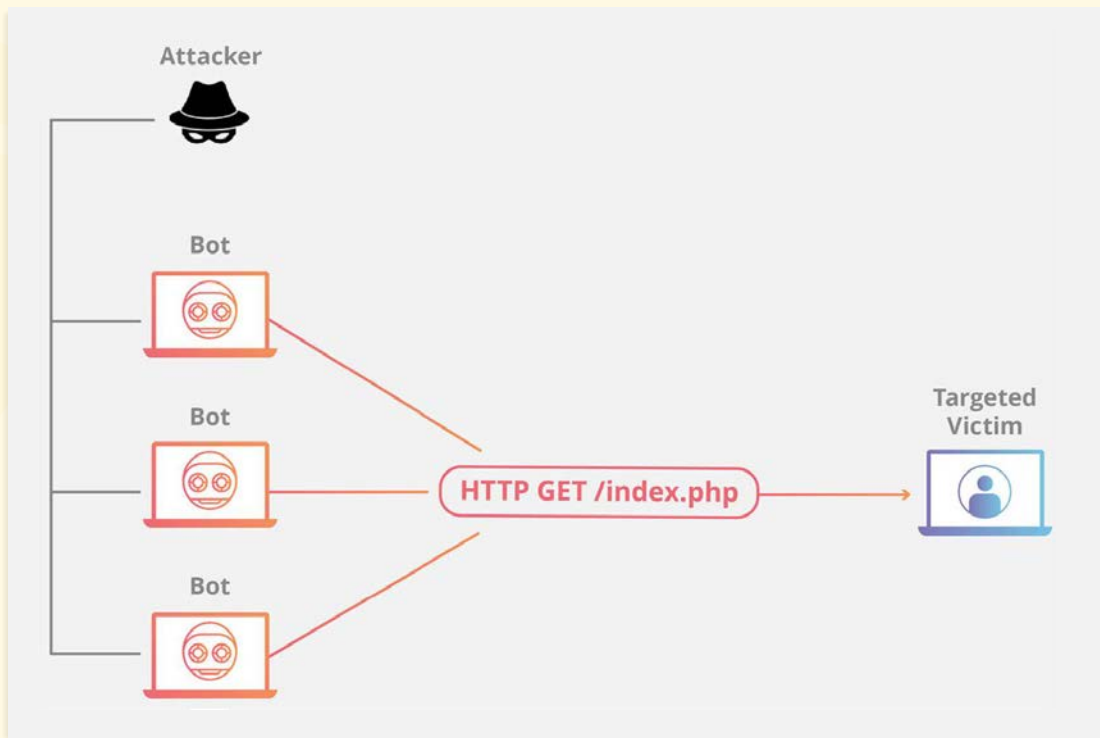 Attacker
Bot
Bot
HTTP GET /index.php
Bot
Targeted
Victim